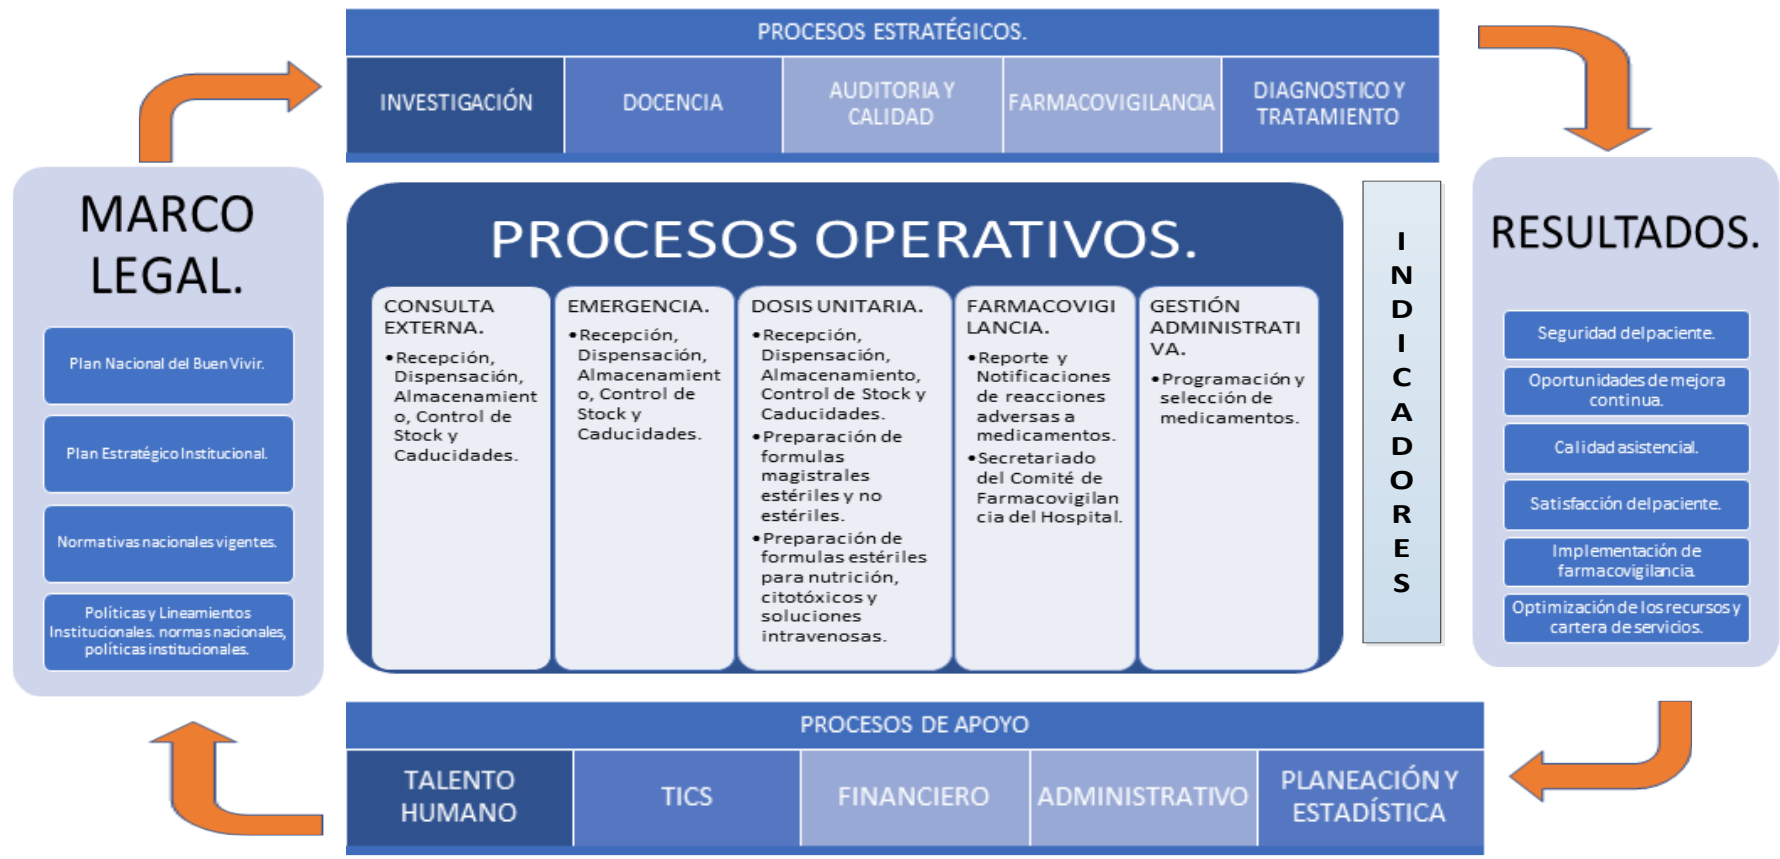 PROCESOS ESTRATÉGICOS.
INVESTIGACIÓN
DOCENCIA
AUDITORIA Y
CALIDAD
FARMACOVIGILANCIA
DIAGNOSTICO Y
TRATAMIENTO
MARCO
LEGAL.
Plan Nacional del Buen Vivir.
Plan Estratégico Institucional.
Normativas nacionales vigentes.
Políticas y Lineamientos
Institucionales. normas nacionales,
políticas institucionales.
PROCESOS OPERATIVOS.
CONSULTA
EXTERNA.
•Recepción,
Dispensación,
Almacenamient
o, Control de
Stock y
Caducidades.
EMERGENCIA.
•Recepción,
Dispensación,
Almacenamient
o, Control de
Stock y
Caducidades.
DOSIS UNITARIA.
•Recepción,
Dispensación,
Almacenamiento,
Control de Stock y
Caducidades.
•Preparación de
formulas
magistrales
estériles y no
estériles.
•Preparación de
formulas estériles
para nutrición,
citotóxicos y
soluciones
intravenosas.
FARMACOVIGI
LANCIA.
•Reporte y
Notificaciones
de reacciones
adversas a
medicamentos.
•Secretariado
del Comité de
Farmacovigilan
cia del Hospital.
GESTIÓN
ADMINISTRATI
VA.
•Programación y
selección de
medicamentos.
I
N
D
I
C
A
D
O
R
E
S
RESULTADOS.
Seguridad del paciente.
Oportunidades de mejora
continua.
Calidad asistencial.
Satisfacción del paciente.
Implementación de
farmacovigilancia.
Optimización de los recursos y
cartera de servicios.
PROCESOS DE APOYO
TALENTO
HUMANO
TICS
FINANCIERO
ADMINISTRATIVO
PLANEACIÓN Y
ESTADÍSTICA